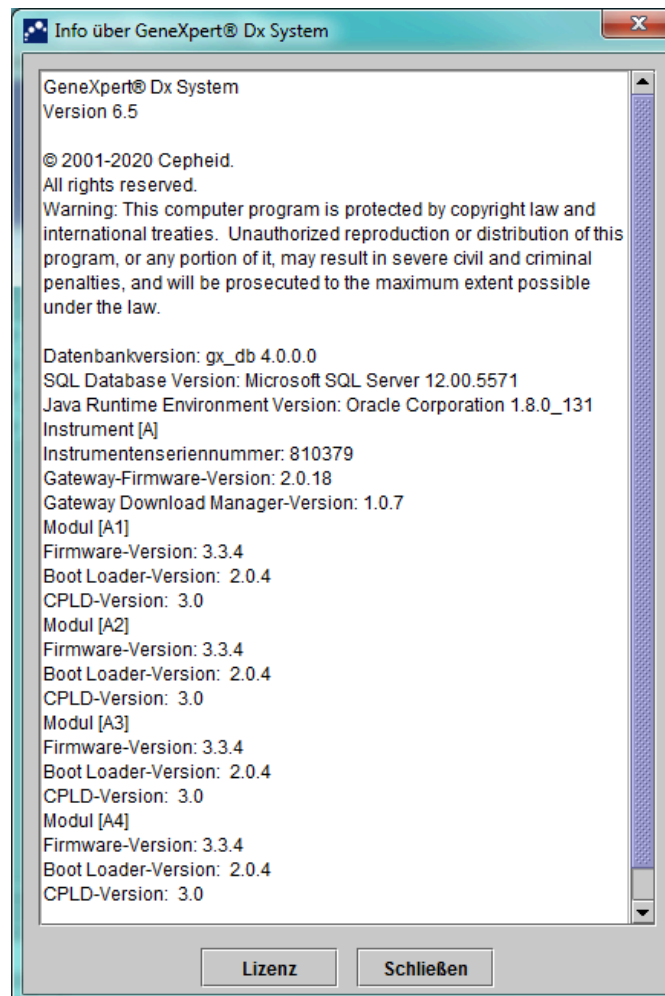 Info über GeneXpert® Dx System
X
GeneXpert® Dx System
Version 6.5
© 2001-2020 Cepheid.
All rights reserved.
Warning: This computer program is protected by copyright law and
international treaties.  Unauthorized reproduction or distribution of this
program, or any portion of it, may result in severe civil and criminal
penalties, and will be prosecuted to the maximum extent possible
under the law.
Datenbankversion: gx_db 4.0.0.0
SQL Database Version: Microsoft SQL Server 12.00.5571
Java Runtime Environment Version: Oracle Corporation 1.8.0_131
Instrument [A]
Instrumentenseriennummer: 810379
Gateway-Firmware-Version: 2.0.18
Gateway Download Manager-Version: 1.0.7
Modul [A1]
Firmware-Version: 3.3.4
Boot Loader-Version:  2.0.4
CPLD-Version:  3.0
Modul [A2]
Firmware-Version: 3.3.4
Boot Loader-Version:  2.0.4
CPLD-Version:  3.0
Modul [A3]
Firmware-Version: 3.3.4
Boot Loader-Version:  2.0.4
CPLD-Version:  3.0
Modul [A4]
Firmware-Version: 3.3.4
Boot Loader-Version:  2.0.4
CPLD-Version:  3.0
Lizenz Schließen